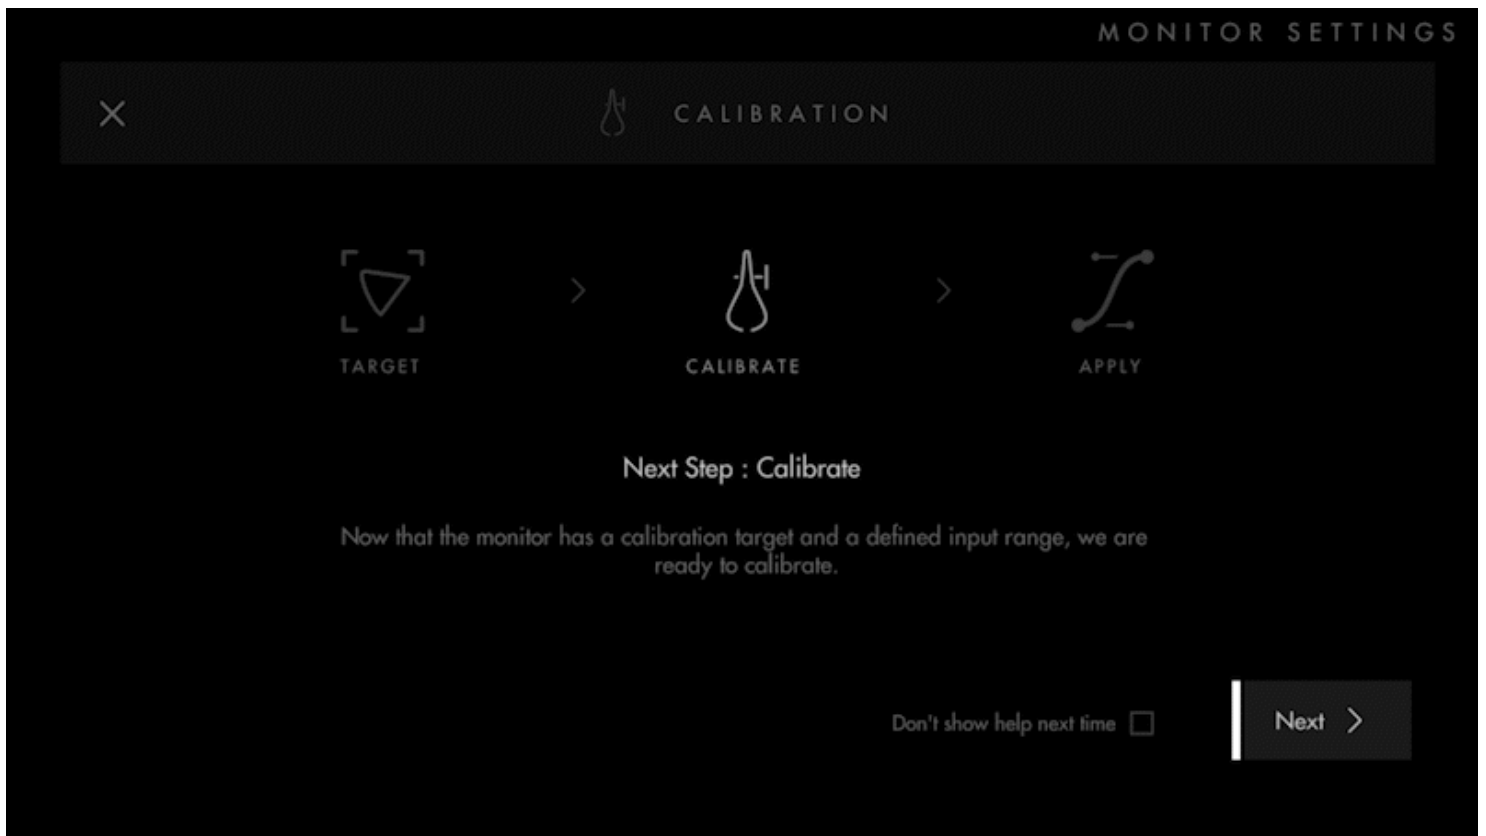 MONITOR SETTINGS
CALIBRATION
TARGET
CALIBRATE
APPLY
Next Step : Calibrate
Now that the monitor has a calibration target and a defined input range, we are
ready to calibrate.
Don't show help next time
Next